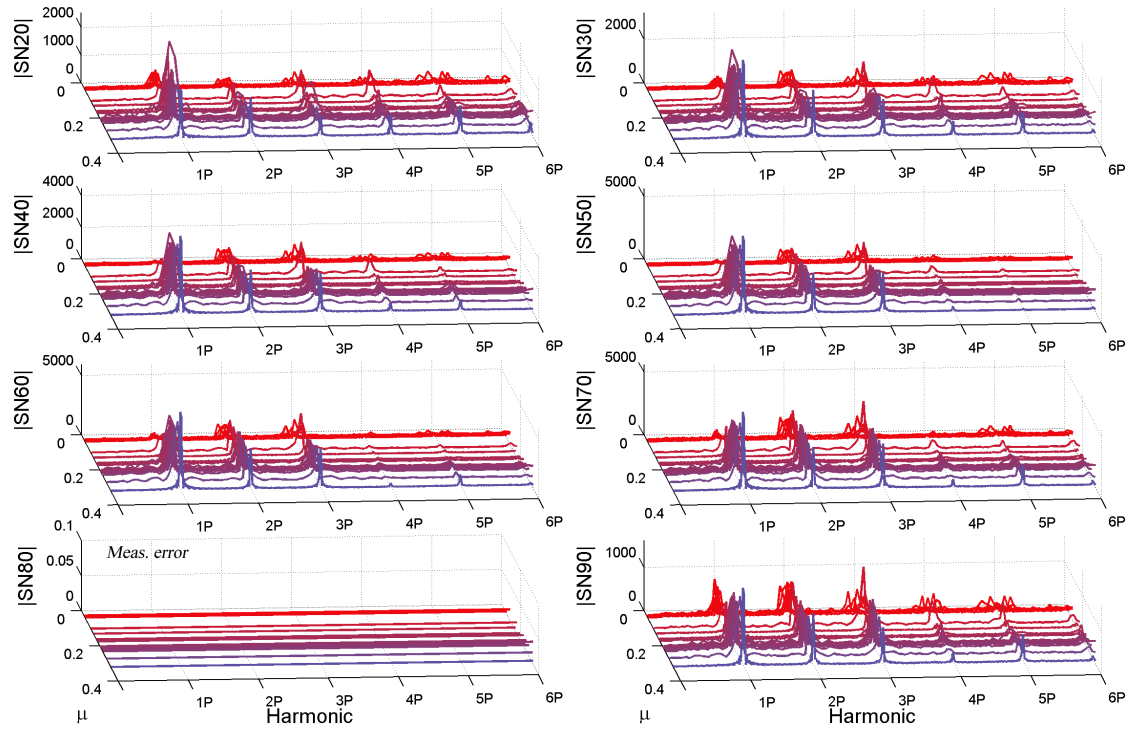 |SN20|
2000
1000
0
0
0.2
0.4
1P
2P
3P
4P
5P
6P
|SN30|
2000
0
0
0.2
0.4
1P
2P
3P
4P
5P
6P
|SN40|
4000
2000
0
0
0.2
0.4
1P
2P
3P
4P
5P
6P
|SN50|
5000
0
0
0.2
0.4
1P
2P
3P
4P
5P
6P
|SN60|
5000
0
0
0.2
0.4
1P
2P
3P
4P
5P
6P
|SN70|
5000
0
0
0.2
0.4
1P
2P
3P
4P
5P
6P
|SN80|
0.1
0.05
0
0
0.2
0.4
Meas. error
1P
2P
3P
4P
5P
6P
μ
Harmonic
|SN90|
1000
0
0
0.2
0.4
1P
2P
3P
4P
5P
6P
μ
Harmonic